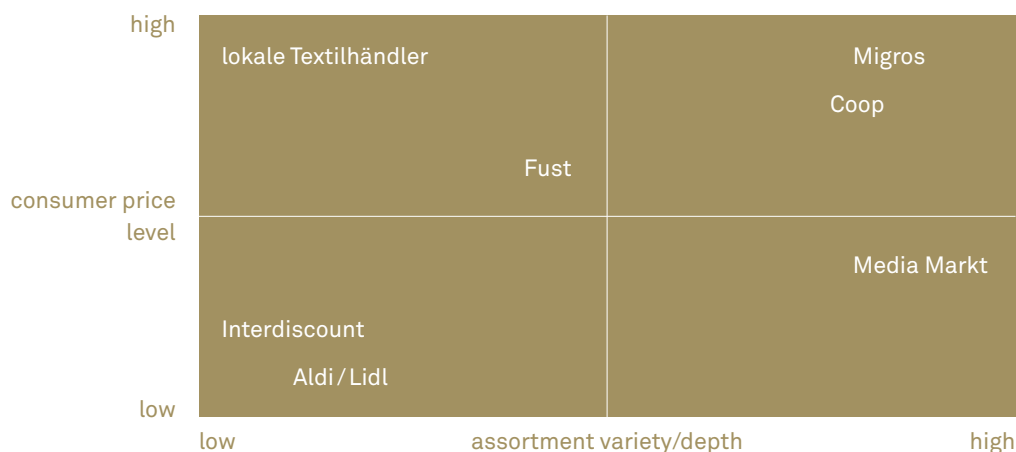 high
lokale Textilhändler
Migros
Coop
Fust
consumer price
level
Media Markt
Interdiscount
Aldi / Lidl
low
low
assortment variety/depth
high